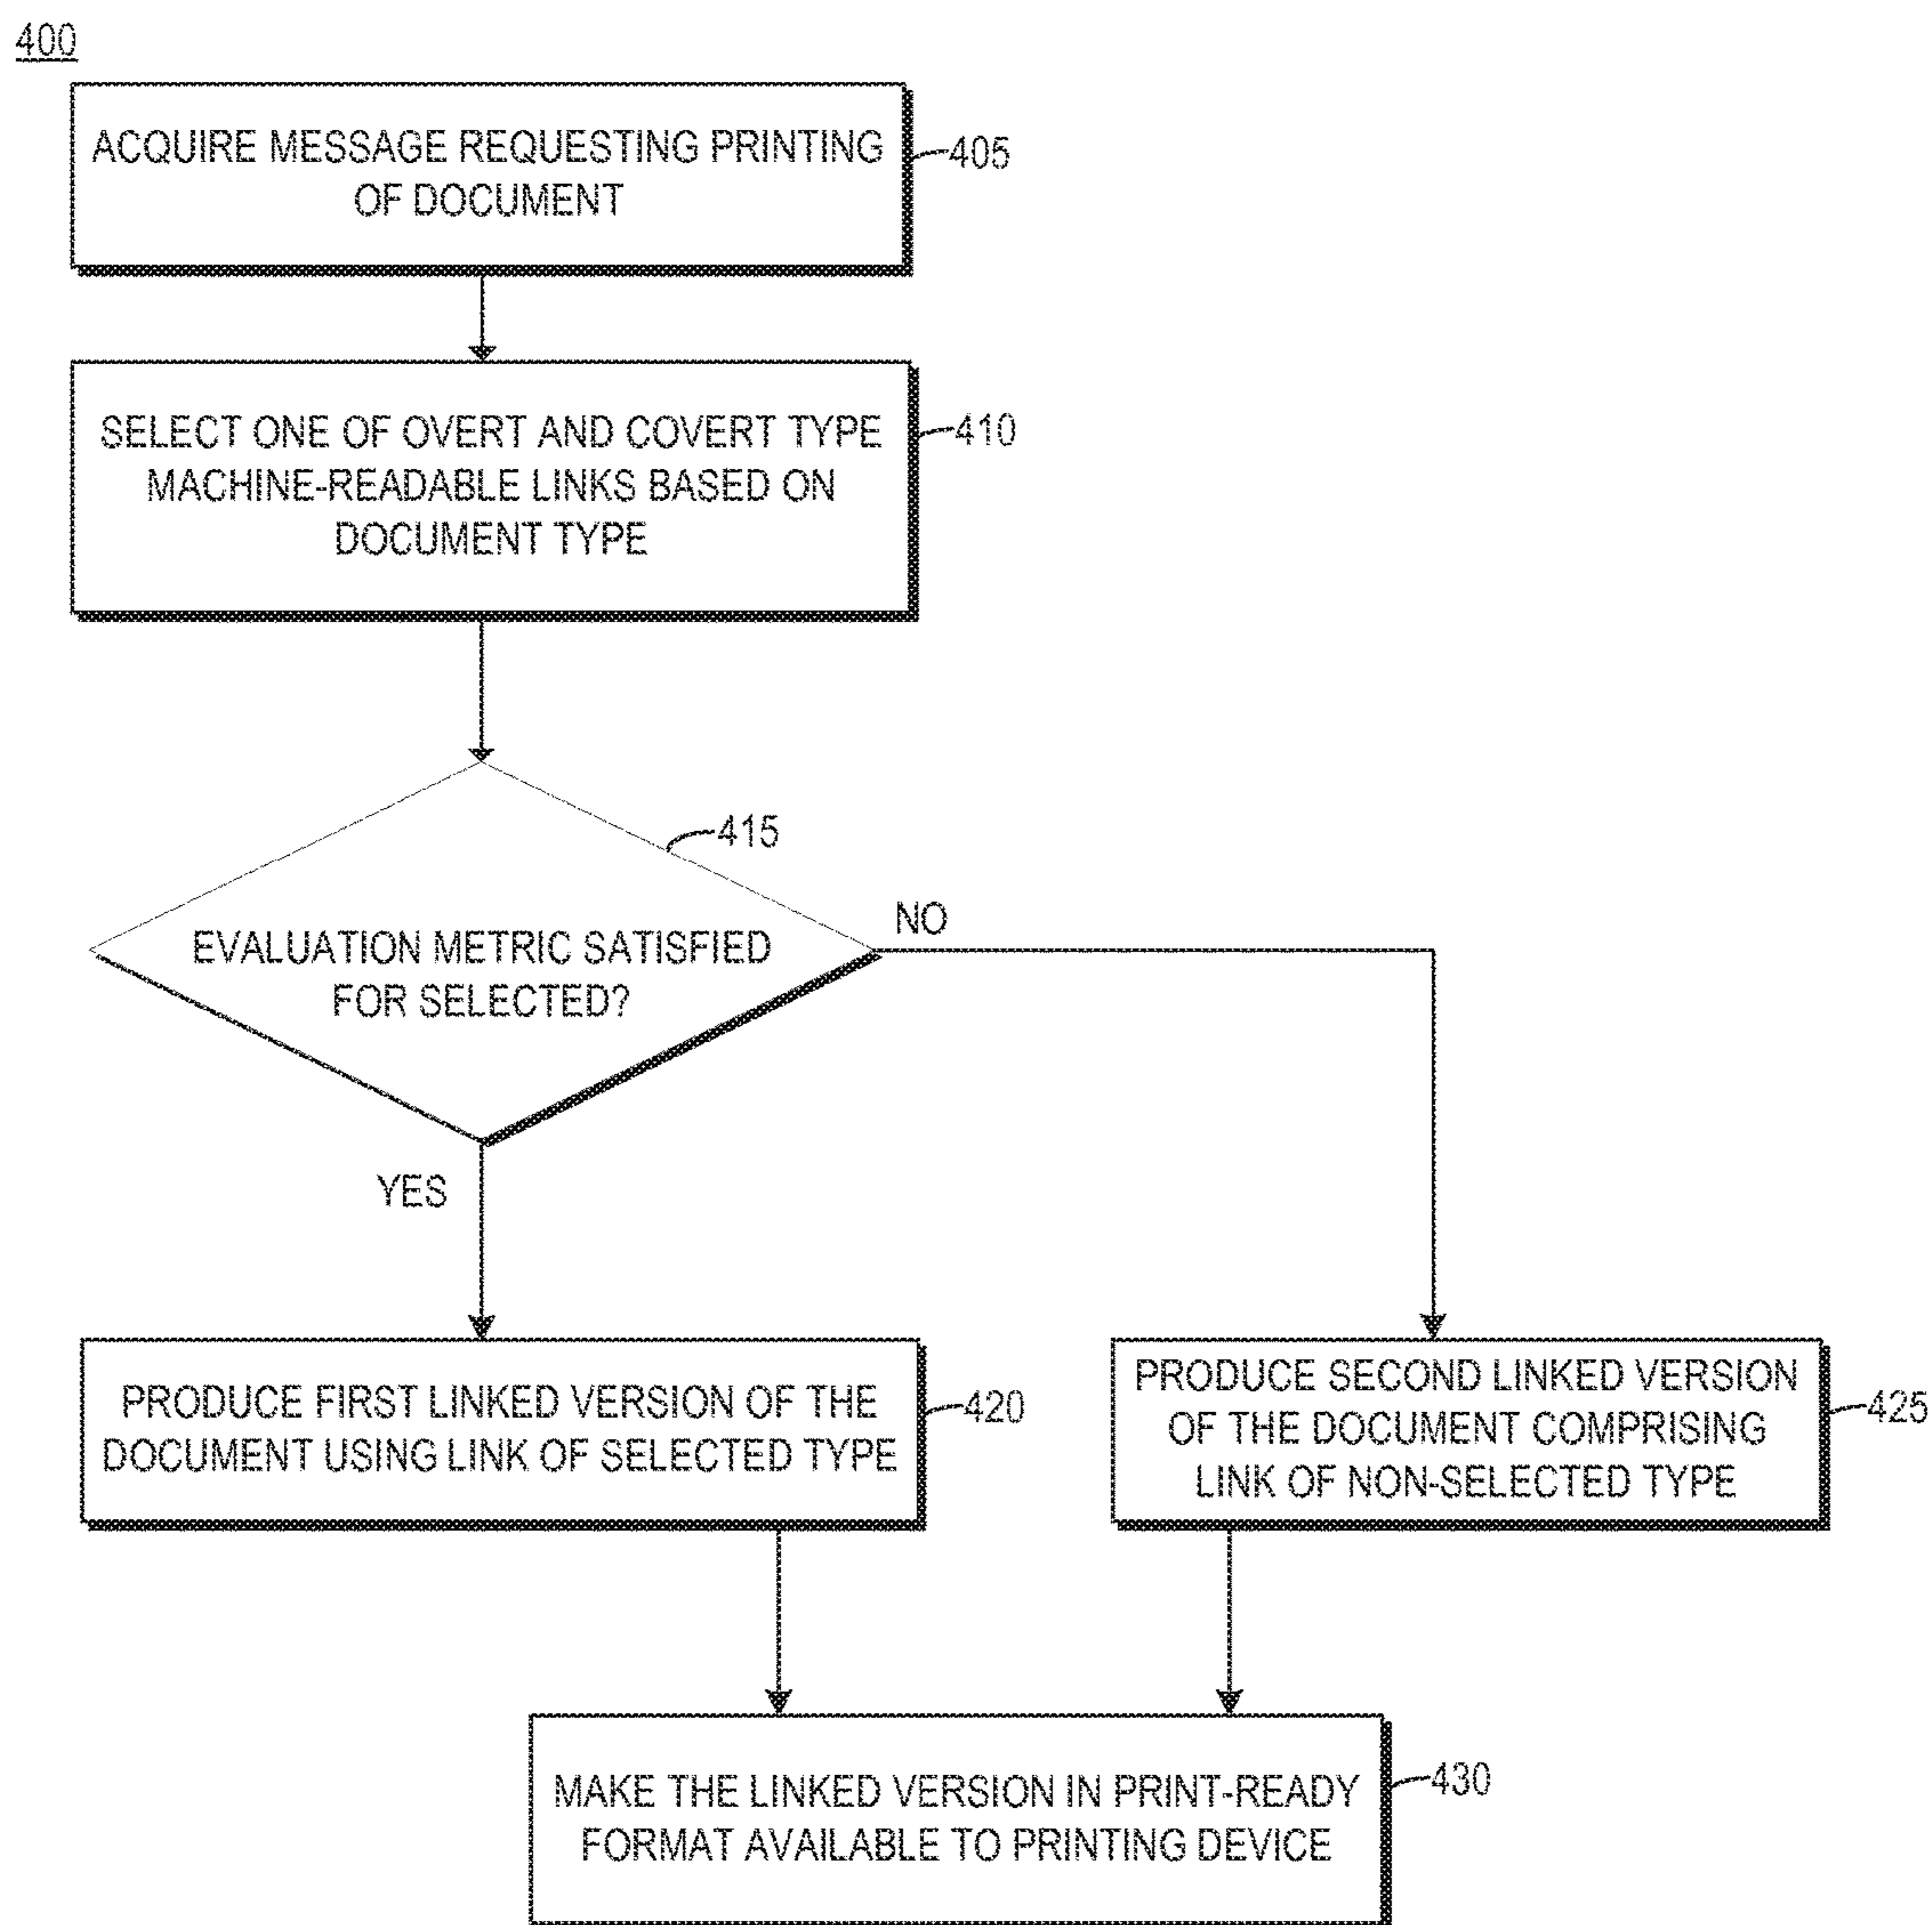 400
ACQUIRE MESSAGE REQUESTING PRINTING
OF DOCUMENT
405
SELECT ONE OF OVERT AND COVERT TYPE
MACHINE-READABLE LINKS BASED ON
DOCUMENT TYPE
410
415
EVALUATION METRIC SATISFIED
FOR SELECTED?
NO
YES
PRODUCE FIRST LINKED VERSION OF THE
DOCUMENT USING LINK OF SELECTED TYPE
420
PRODUCE SECOND LINKED VERSION
OF THE DOCUMENT COMPRISING
LINK OF NON-SELECTED TYPE
425
MAKE THE LINKED VERSION IN PRINT-READY
FORMAT AVAILABLE TO PRINTING DEVICE
430